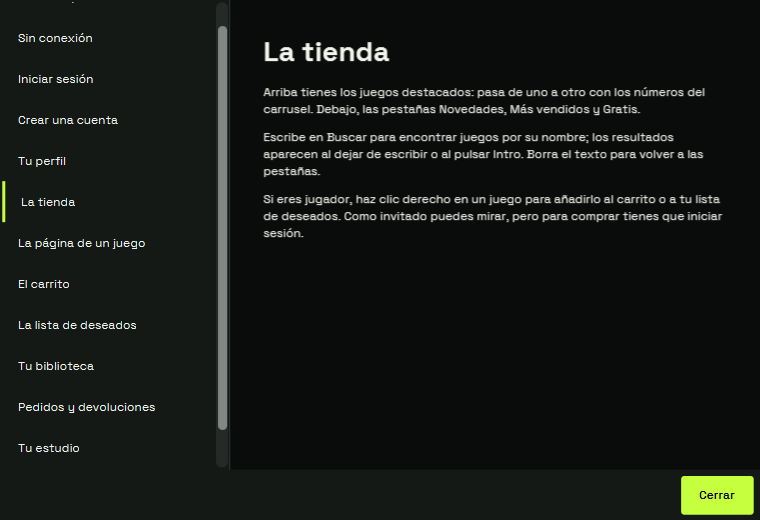 Sin conexión
Iniciar sesión
Crear una cuenta
Tu perfil
La tienda
La página de un juego
El carrito
La lista de deseados
Tu biblioteca
Pedidos y devoluciones
Tu estudio
La tienda
Arriba tienes los juegos destacados: pasa de uno a otro con los números del
carrusel. Debajo, las pestañas Novedades, Más vendidos y Gratis.
Escribe en Buscar para encontrar juegos por su nombre; los resultados
aparecen al dejar de escribir o al pulsar Intro. Borra el texto para volver a las
pestañas.
Si eres jugador, haz clic derecho en un juego para añadirlo al carrito o a tu lista
de deseados. Como invitado puedes mirar, pero para comprar tienes que iniciar
sesión.
Cerrar